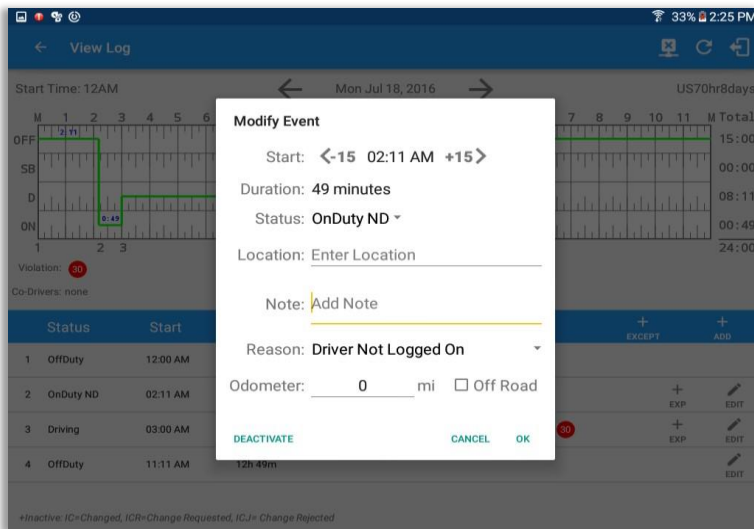 33% 2:25 PM
View Log
Start Time: 12AM
Mon Jul 18, 2016
US70hr8days
M 1 2 3 4 5 6 7 8 9 10 11 M Total
2:11
OFF 15:00
SB 00:00
D 08:11
0:49
ON 00:49
1 2 3 24:00
Violation: 30
Co-Drivers: none
Modify Event
Start: -15 02:11 AM +15
Duration: 49 minutes
Status: OnDuty ND
Location: Enter Location
Note: Add Note
Reason: Driver Not Logged On
Odometer: 0 mi Off Road
DEACTIVATE CANCEL OK
Status Start + EXCEPT + ADD
1 OffDuty 12:00 AM
2 OnDuty ND 02:11 AM + EXP EDIT
3 Driving 03:00 AM 30 + EXP EDIT
4 OffDuty 11:11 AM 12h 49m EDIT
+Inactive: IC=Changed, ICR=Change Requested, ICJ= Change Rejected